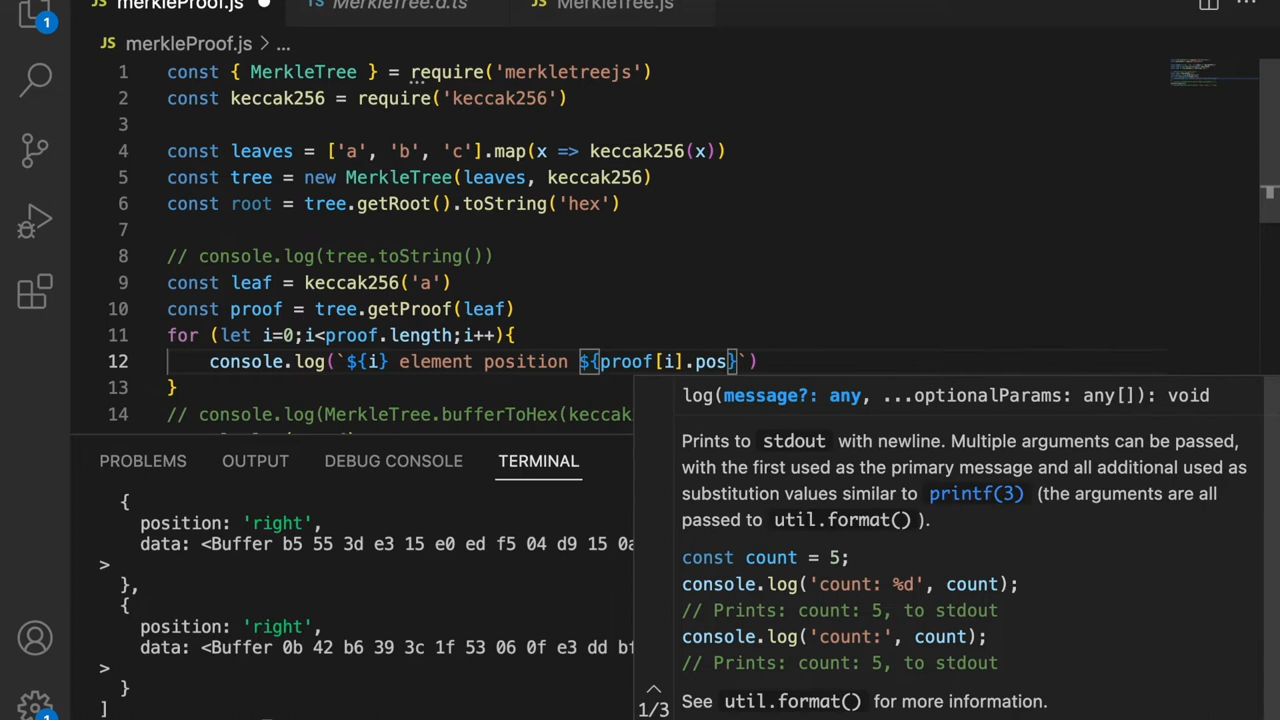 merkleProof.js
MerkleTree.d.ts
MerkleTree.js
1
JS merkleProof.js > ...
1 const { MerkleTree } = require('merkletreejs')
2 const keccak256 = require('keccak256')
3
4 const leaves = ['a', 'b', 'c'].map(x => keccak256(x))
5 const tree = new MerkleTree(leaves, keccak256)
6 const root = tree.getRoot().toString('hex')
7
8 // console.log(tree.toString())
9 const leaf = keccak256('a')
10 const proof = tree.getProof(leaf)
11 for (let i=0;i<proof.length;i++){
12 console.log(`${i} element position ${proof[i].pos}`)
13 }
14 // console.log(MerkleTree.bufferToHex(keccak
log(message?: any, ...optionalParams: any[]): void
Prints to stdout with newline. Multiple arguments can be passed,
with the first used as the primary message and all additional used as
substitution values similar to printf(3) (the arguments are all
passed to util.format() ).
const count = 5;
console.log('count: %d', count);
// Prints: count: 5, to stdout
console.log('count:', count);
// Prints: count: 5, to stdout
See util.format() for more information.
1/3
PROBLEMS OUTPUT DEBUG CONSOLE TERMINAL
{
position: 'right',
data: <Buffer b5 55 3d e3 15 e0 ed f5 04 d9 15 0a
>
},
{
position: 'right',
data: <Buffer 0b 42 b6 39 3c 1f 53 06 0f e3 dd bf
>
}
]
1